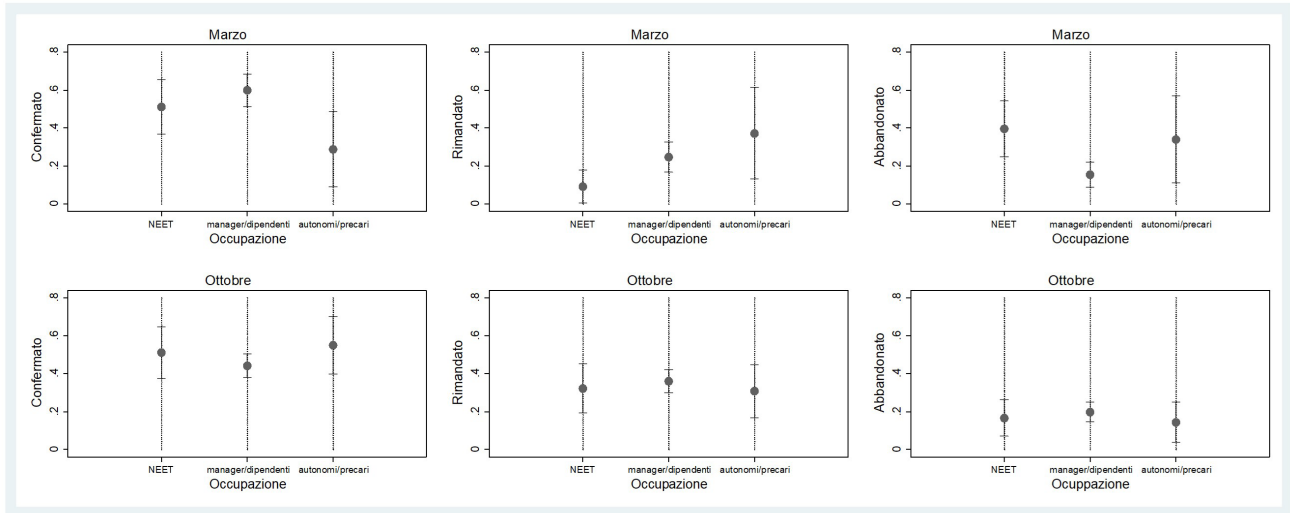 Marzo
Confermato
.8
.6
.4
.2
0
NEET manager/dipendenti autonomi/precari
Occupazione
Marzo
Rimandato
.8
.6
.4
.2
0
NEET manager/dipendenti autonomi/precari
Occupazione
Marzo
Abbandonato
.8
.6
.4
.2
0
NEET manager/dipendenti autonomi/precari
Occupazione
Ottobre
Confermato
.8
.6
.4
.2
0
NEET manager/dipendenti autonomi/precari
Occupazione
Ottobre
Rimandato
.8
.6
.4
.2
0
NEET manager/dipendenti autonomi/precari
Occupazione
Ottobre
Abbandonato
.8
.6
.4
.2
0
NEET manager/dipendenti autonomi/precari
Occuppazione